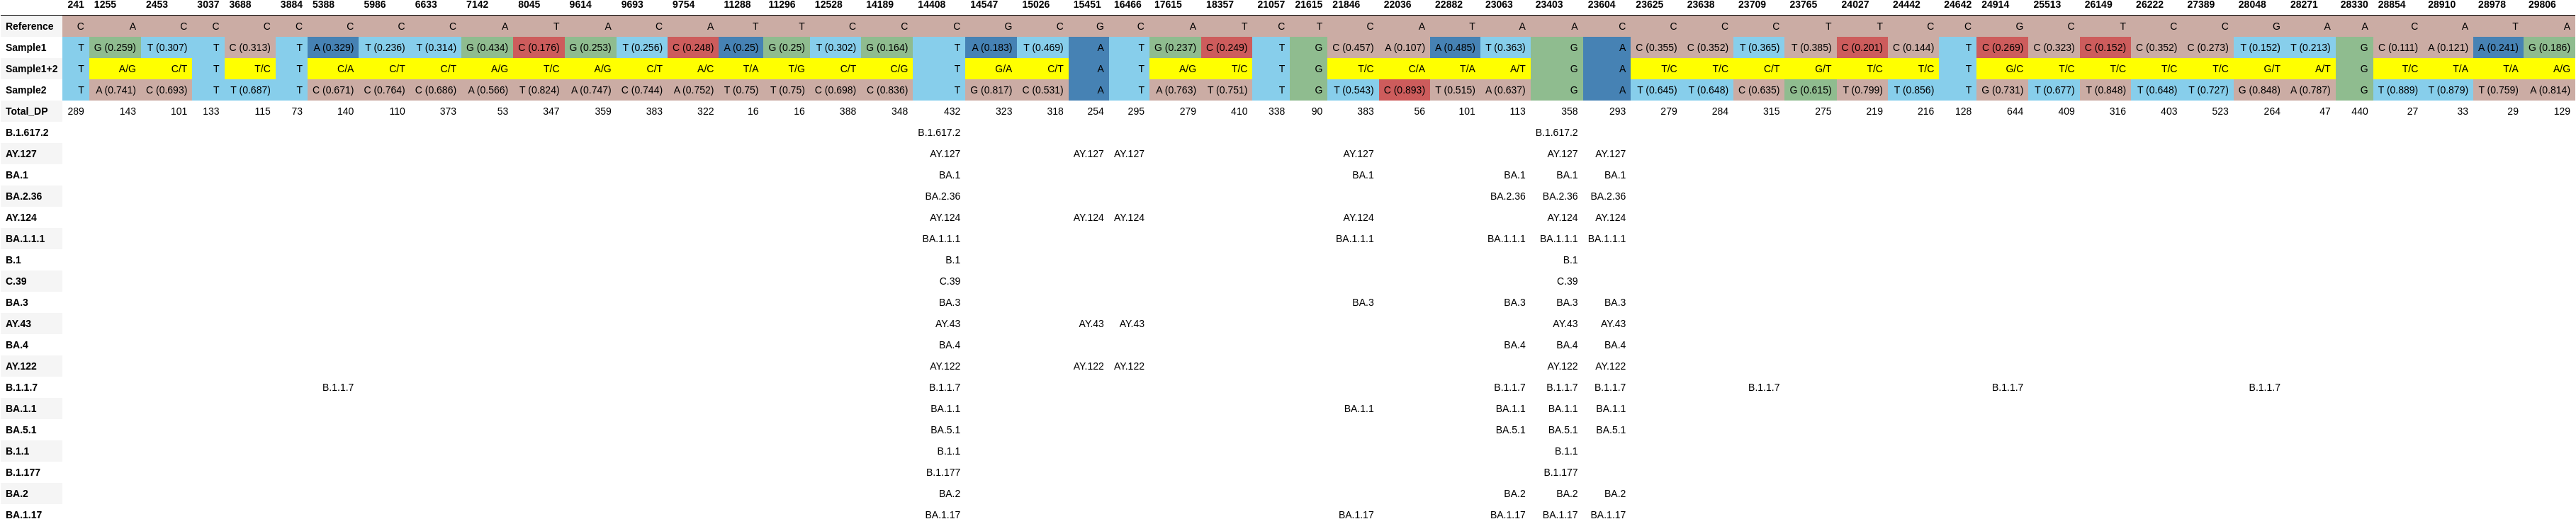 241 1255 2453 3037 3688 3884 5388 5986 6633 7142 8045 9614 9693 9754 11288 11296 12528 14189 14408 14547 15026 15451 16466 17615 18357 21057 21615 21846 22036 22882 23063 23403 23604 23625 23638 23709 23765 24027 24442 24642 24914 25513 26149 26222 27389 28048 28271 28330 28854 28910 28978 29806
Reference C A C C C C C C C A T A C A T T C C C G C G C A T C T C A T A A C C C C T T C C G C T C C G A A C A T A
Sample1 T G (0.259) T (0.307) T C (0.313) T A (0.329) T (0.236) T (0.314) G (0.434) C (0.176) G (0.253) T (0.256) C (0.248) A (0.25) G (0.25) T (0.302) G (0.164) T A (0.183) T (0.469) A T G (0.237) C (0.249) T G C (0.457) A (0.107) A (0.485) T (0.363) G A C (0.355) C (0.352) T (0.365) T (0.385) C (0.201) C (0.144) T C (0.269) C (0.323) C (0.152) C (0.352) C (0.273) T (0.152) T (0.213) G C (0.111) A (0.121) A (0.241) G (0.186)
Sample1+2 T A/G C/T T T/C T C/A C/T C/T A/G T/C A/G C/T A/C T/A T/G C/T C/G T G/A C/T A T A/G T/C T G T/C C/A T/A A/T G A T/C T/C C/T G/T T/C T/C T G/C T/C T/C T/C T/C G/T A/T G T/C T/A T/A A/G
Sample2 T A (0.741) C (0.693) T T (0.687) T C (0.671) C (0.764) C (0.686) A (0.566) T (0.824) A (0.747) C (0.744) A (0.752) T (0.75) T (0.75) C (0.698) C (0.836) T G (0.817) C (0.531) A T A (0.763) T (0.751) T G T (0.543) C (0.893) T (0.515) A (0.637) G A T (0.645) T (0.648) C (0.635) G (0.615) T (0.799) T (0.856) T G (0.731) T (0.677) T (0.848) T (0.648) T (0.727) G (0.848) A (0.787) G T (0.889) T (0.879) T (0.759) A (0.814)
Total_DP 289 143 101 133 115 73 140 110 373 53 347 359 383 322 16 16 388 348 432 323 318 254 295 279 410 338 90 383 56 101 113 358 293 279 284 315 275 219 216 128 644 409 316 403 523 264 47 440 27 33 29 129
B.1.617.2 B.1.617.2 B.1.617.2
AY.127 AY.127 AY.127 AY.127 AY.127 AY.127 AY.127
BA.1 BA.1 BA.1 BA.1 BA.1 BA.1
BA.2.36 BA.2.36 BA.2.36 BA.2.36 BA.2.36
AY.124 AY.124 AY.124 AY.124 AY.124 AY.124 AY.124
BA.1.1.1 BA.1.1.1 BA.1.1.1 BA.1.1.1 BA.1.1.1 BA.1.1.1
B.1 B.1 B.1
C.39 C.39 C.39
BA.3 BA.3 BA.3 BA.3 BA.3 BA.3
AY.43 AY.43 AY.43 AY.43 AY.43 AY.43
BA.4 BA.4 BA.4 BA.4 BA.4
AY.122 AY.122 AY.122 AY.122 AY.122 AY.122
B.1.1.7 B.1.1.7 B.1.1.7 B.1.1.7 B.1.1.7 B.1.1.7 B.1.1.7 B.1.1.7 B.1.1.7
BA.1.1 BA.1.1 BA.1.1 BA.1.1 BA.1.1 BA.1.1
BA.5.1 BA.5.1 BA.5.1 BA.5.1 BA.5.1
B.1.1 B.1.1 B.1.1
B.1.177 B.1.177 B.1.177
BA.2 BA.2 BA.2 BA.2 BA.2
BA.1.17 BA.1.17 BA.1.17 BA.1.17 BA.1.17 BA.1.17